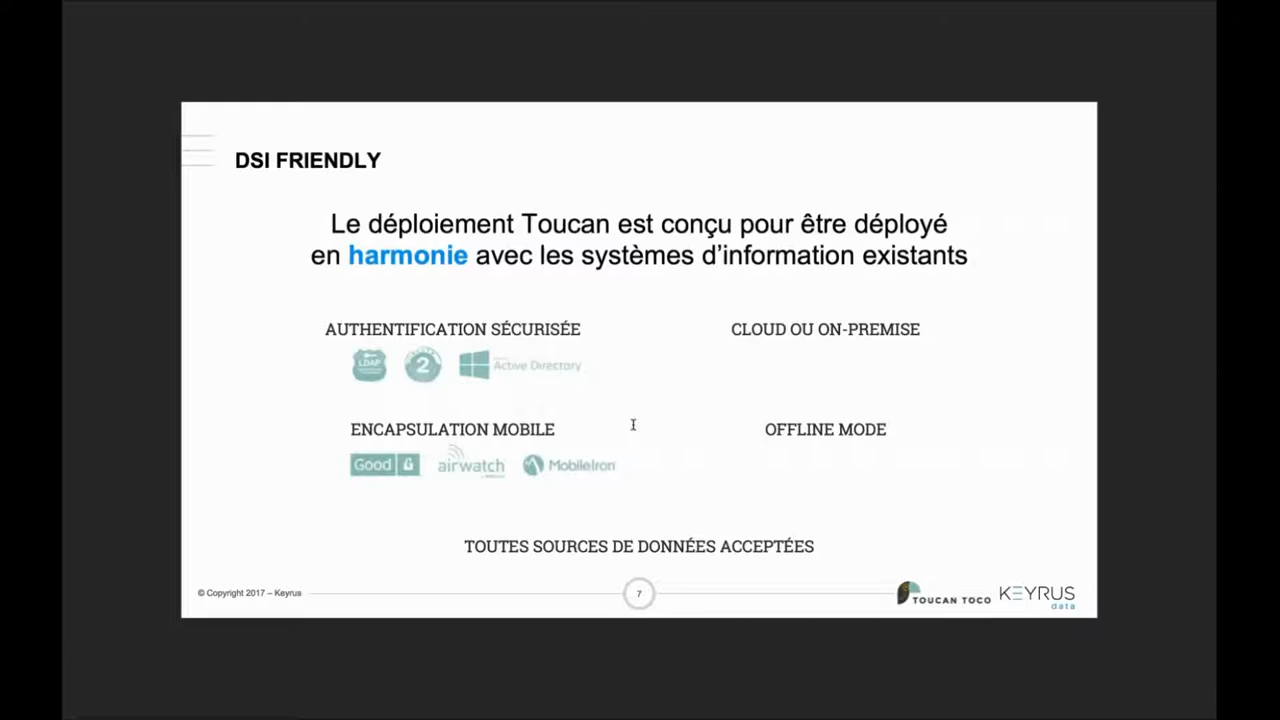 DSI FRIENDLY
Le déploiement Toucan est conçu pour être déployé
en harmonie avec les systèmes d’information existants
AUTHENTIFICATION SÉCURISÉE
CLOUD OU ON-PREMISE
LDAP
2
Active Directory
ENCAPSULATION MOBILE
OFFLINE MODE
Good
airwatch
MobileIron
TOUTES SOURCES DE DONNÉES ACCEPTÉES
© Copyright 2017 – Keyrus
7
TOUCAN TOCO
KEYRUS
data